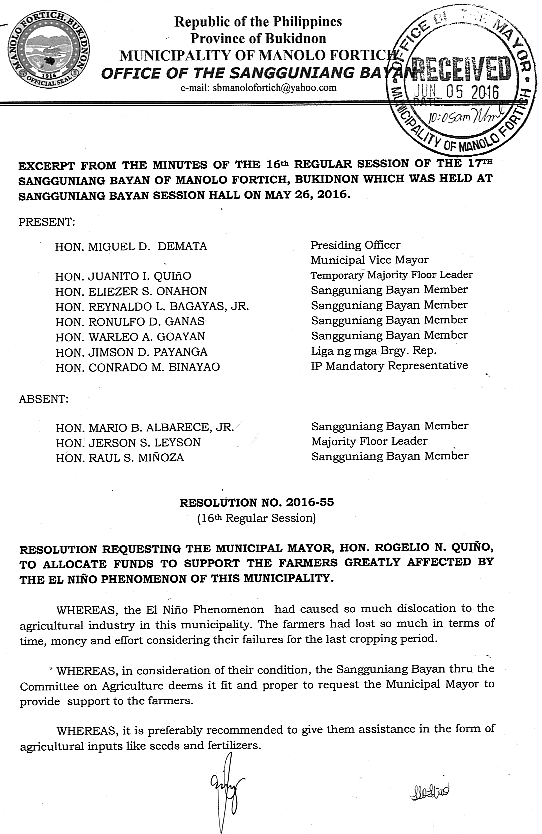 Republic of the Philippines
Province of Bukidnon
MUNICIPALITY OF MANOLO FORTICH
OFFICE OF THE SANGGUNIANG BAYAN
e-mail: sbmanolofortich@yahoo.com
MANOLO FORTICH, BUKIDNON
1914
OFFICIAL SEAL
OFFICE OF THE MAYOR
RECEIVED
JUN 05 2016
DATE
10:05am
MUNICIPALITY OF MANOLO FORTICH
EXCERPT FROM THE MINUTES OF THE 16th REGULAR SESSION OF THE 17TH
SANGGUNIANG BAYAN OF MANOLO FORTICH, BUKIDNON WHICH WAS HELD AT
SANGGUNIANG BAYAN SESSION HALL ON MAY 26, 2016.
PRESENT:
HON. MIGUEL D. DEMATA Presiding Officer
Municipal Vice Mayor
HON. JUANITO I. QUIñO Temporary Majority Floor Leader
HON. ELIEZER S. ONAHON Sangguniang Bayan Member
HON. REYNALDO L. BAGAYAS, JR. Sangguniang Bayan Member
HON. RONULFO D. GANAS Sangguniang Bayan Member
HON. WARLEO A. GOAYAN Sangguniang Bayan Member
HON. JIMSON D. PAYANGA Liga ng mga Brgy. Rep.
HON. CONRADO M. BINAYAO IP Mandatory Representative
ABSENT:
HON. MARIO B. ALBARECE, JR. Sangguniang Bayan Member
HON. JERSON S. LEYSON Majority Floor Leader
HON. RAUL S. MIÑOZA Sangguniang Bayan Member
RESOLUTION NO. 2016-55
(16th Regular Session)
RESOLUTION REQUESTING THE MUNICIPAL MAYOR, HON. ROGELIO N. QUIÑO,
TO ALLOCATE FUNDS TO SUPPORT THE FARMERS GREATLY AFFECTED BY
THE EL NIÑO PHENOMENON OF THIS MUNICIPALITY.
WHEREAS, the El Niño Phenomenon had caused so much dislocation to the
agricultural industry in this municipality. The farmers had lost so much in terms of
time, money and effort considering their failures for the last cropping period.
WHEREAS, in consideration of their condition, the Sangguniang Bayan thru the
Committee on Agriculture deems it fit and proper to request the Municipal Mayor to
provide support to the farmers.
WHEREAS, it is preferably recommended to give them assistance in the form of
agricultural inputs like seeds and fertilizers.